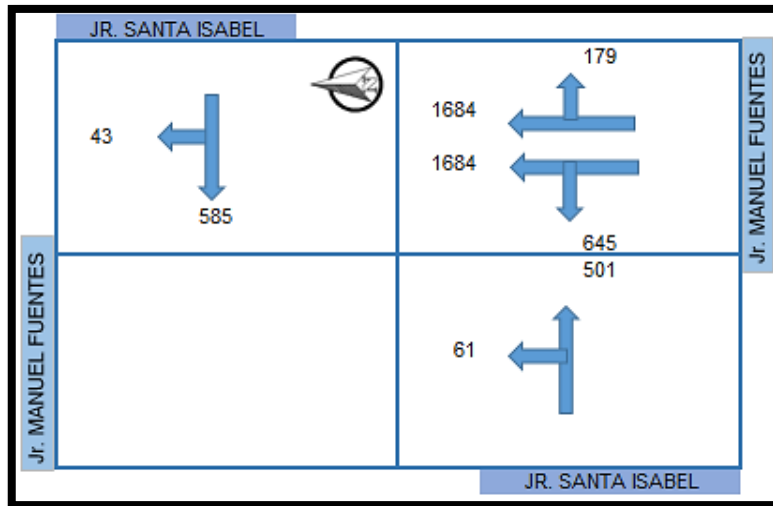 JR. SANTA ISABEL
179
43
1684
1684
585
645
501
61
Jr. MANUEL FUENTES
Jr. MANUEL FUENTES
JR. SANTA ISABEL